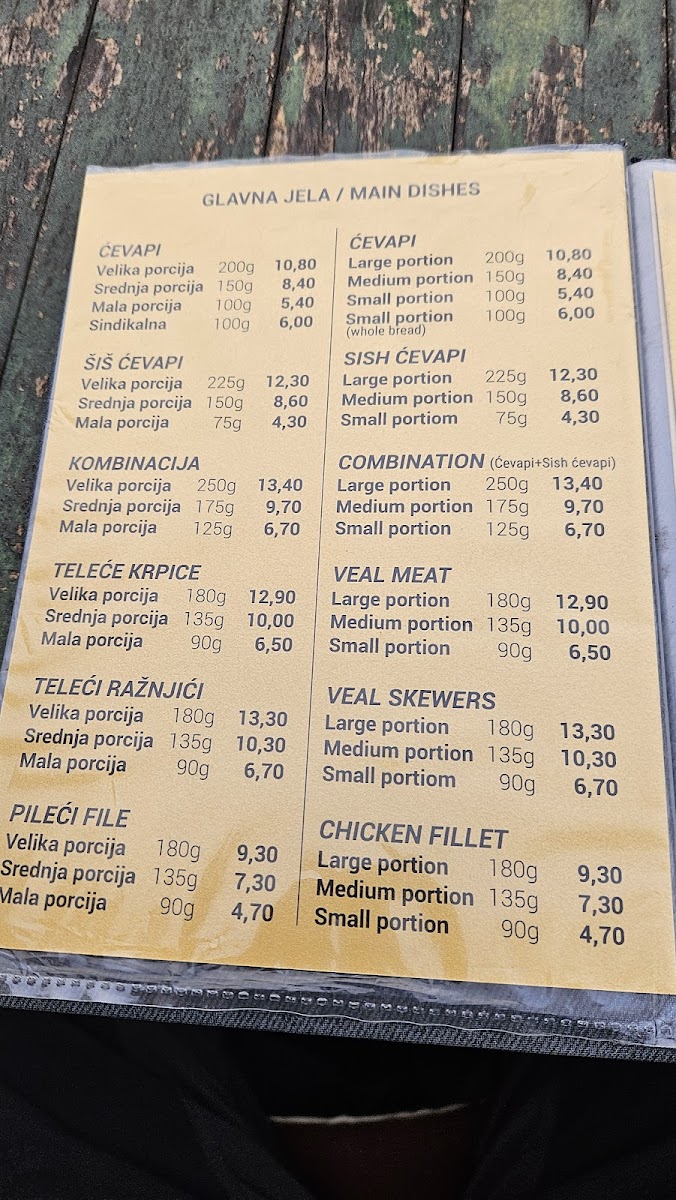 GLAVNA JELA / MAIN DISHES
ĆEVAPI
Velika porcija 200g 10,80
Srednja porcija 150g 8,40
Mala porcija 100g 5,40
Sindikalna 100g 6,00
ŠIŠ ĆEVAPI
Velika porcija 225g 12,30
Srednja porcija 150g 8,60
Mala porcija 75g 4,30
KOMBINACIJA
Velika porcija 250g 13,40
Srednja porcija 175g 9,70
Mala porcija 125g 6,70
TELEĆE KRPICE
Velika porcija 180g 12,90
Srednja porcija 135g 10,00
Mala porcija 90g 6,50
TELEĆI RAŽNJIĆI
Velika porcija 180g 13,30
Srednja porcija 135g 10,30
Mala porcija 90g 6,70
PILEĆI FILE
Velika porcija 180g 9,30
Srednja porcija 135g 7,30
Mala porcija 90g 4,70
ĆEVAPI
Large portion 200g 10,80
Medium portion 150g 8,40
Small portion 100g 5,40
Small portion 100g 6,00
(whole bread)
SISH ĆEVAPI
Large portion 225g 12,30
Medium portion 150g 8,60
Small portiom 75g 4,30
COMBINATION (Ćevapi+Sish ćevapi)
Large portion 250g 13,40
Medium portion 175g 9,70
Small portion 125g 6,70
VEAL MEAT
Large portion 180g 12,90
Medium portion 135g 10,00
Small portion 90g 6,50
VEAL SKEWERS
Large portion 180g 13,30
Medium portion 135g 10,30
Small portiom 90g 6,70
CHICKEN FILLET
Large portion 180g 9,30
Medium portion 135g 7,30
Small portion 90g 4,70